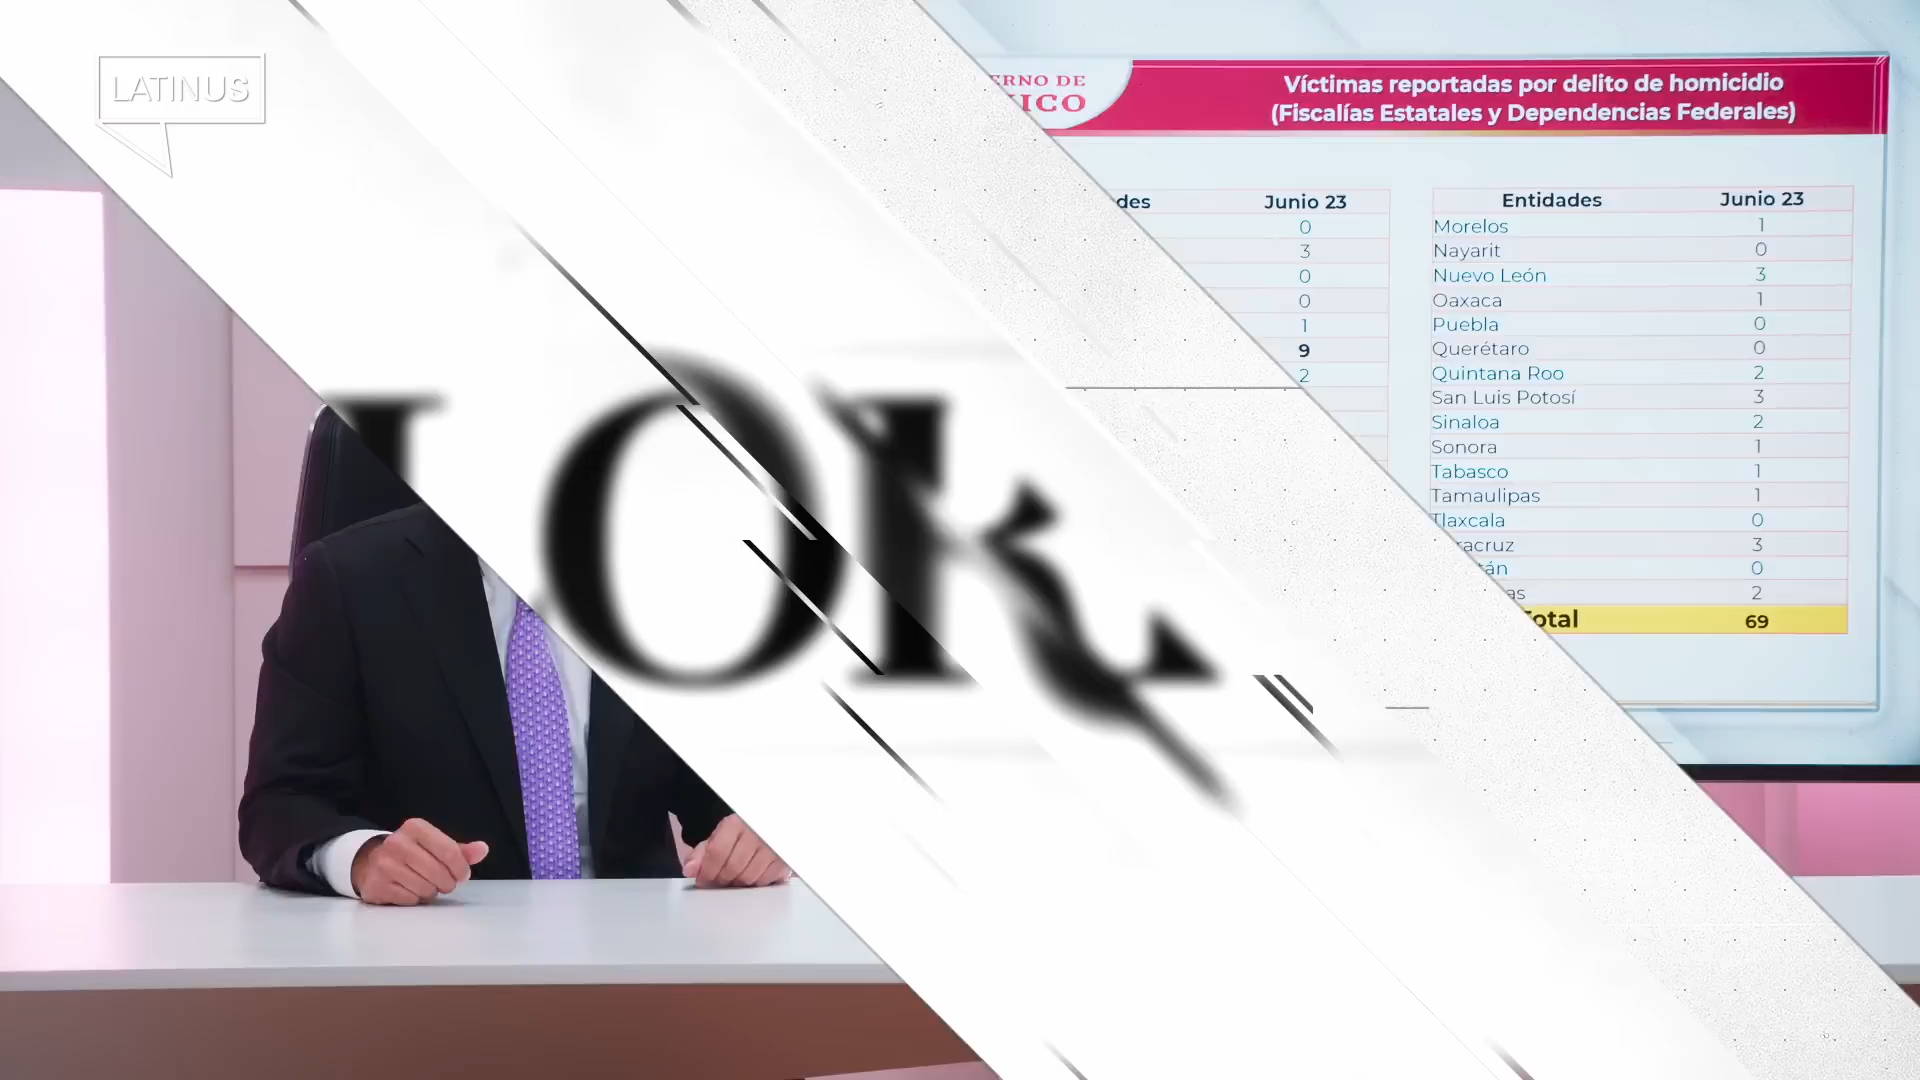 LATINUS
ERNO DE
ICO
Víctimas reportadas por delito de homicidio
(Fiscalías Estatales y Dependencias Federales)
des Junio 23
0
3
0
0
1
9
2
Entidades Junio 23
Morelos 1
Nayarit 0
Nuevo León 3
Oaxaca 1
Puebla 0
Querétaro 0
Quintana Roo 2
San Luis Potosí 3
Sinaloa 2
Sonora 1
Tabasco 1
Tamaulipas 1
Tlaxcala 0
racruz 3
tán 0
as 2
Total 69